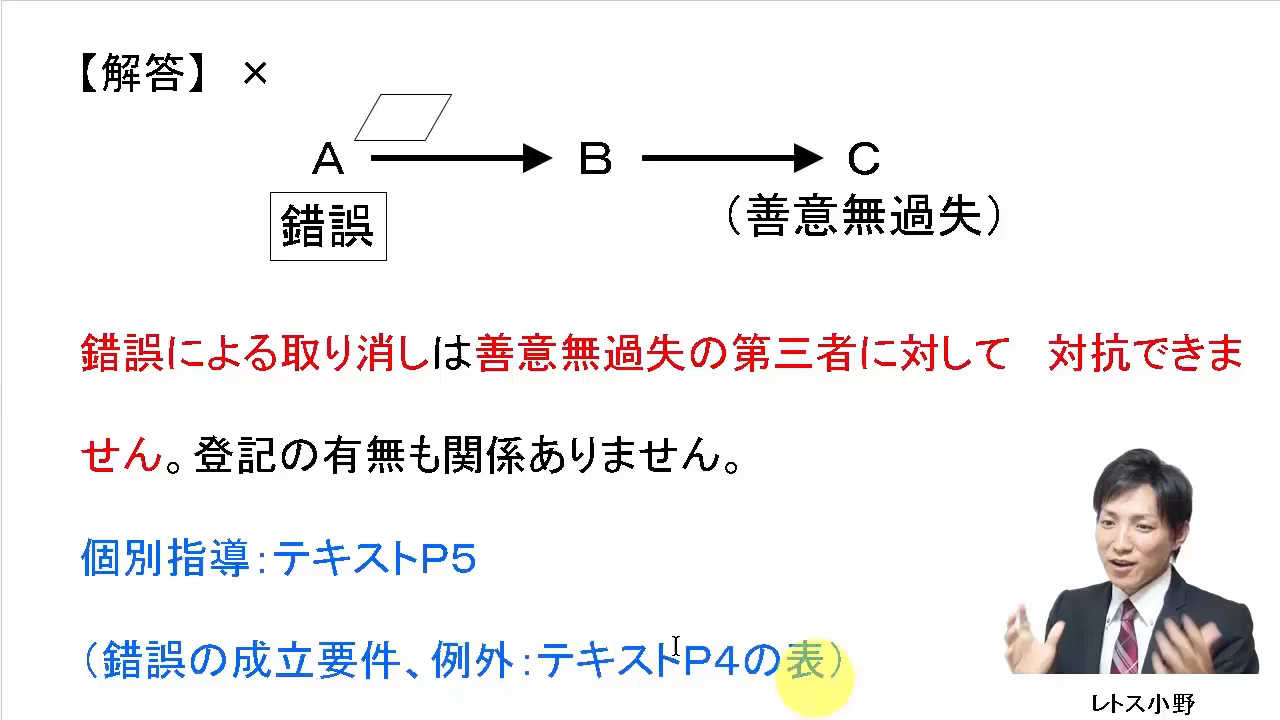 【解答】 ×
A B C
錯誤 （善意無過失）
錯誤による取り消しは善意無過失の第三者に対して 対抗できま
せん。登記の有無も関係ありません。
個別指導：テキストP5
（錯誤の成立要件、例外：テキストP4の表）
レトス小野